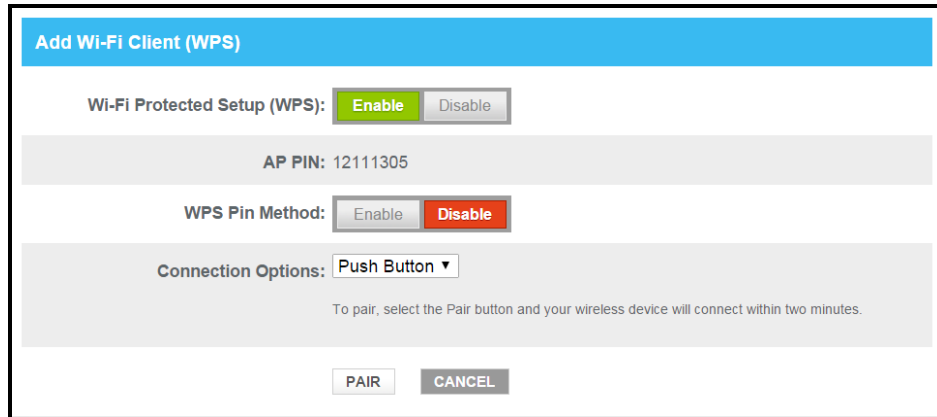 Add Wi-Fi Client (WPS)
Wi-Fi Protected Setup (WPS): Enable Disable
AP PIN: 12111305
WPS Pin Method: Enable Disable
Connection Options: Push Button
To pair, select the Pair button and your wireless device will connect within two minutes.
PAIR CANCEL